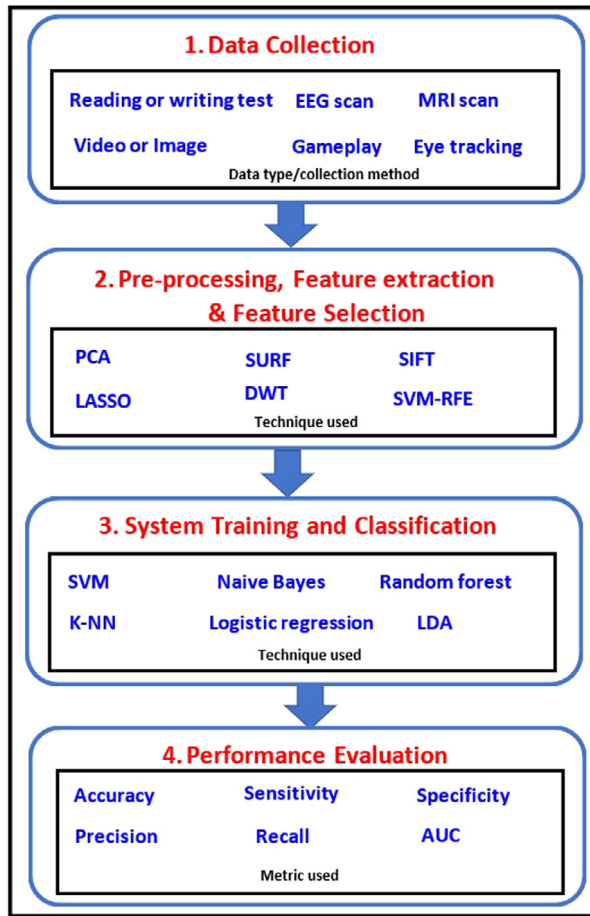 1. Data Collection
Reading or writing test EEG scan MRI scan
Video or Image Gameplay Eye tracking
Data type/collection method
2. Pre-processing, Feature extraction
& Feature Selection
PCA SURF SIFT
LASSO DWT SVM-RFE
Technique used
3. System Training and Classification
SVM Naive Bayes Random forest
K-NN Logistic regression LDA
Technique used
4. Performance Evaluation
Accuracy Sensitivity Specificity
Precision Recall AUC
Metric used